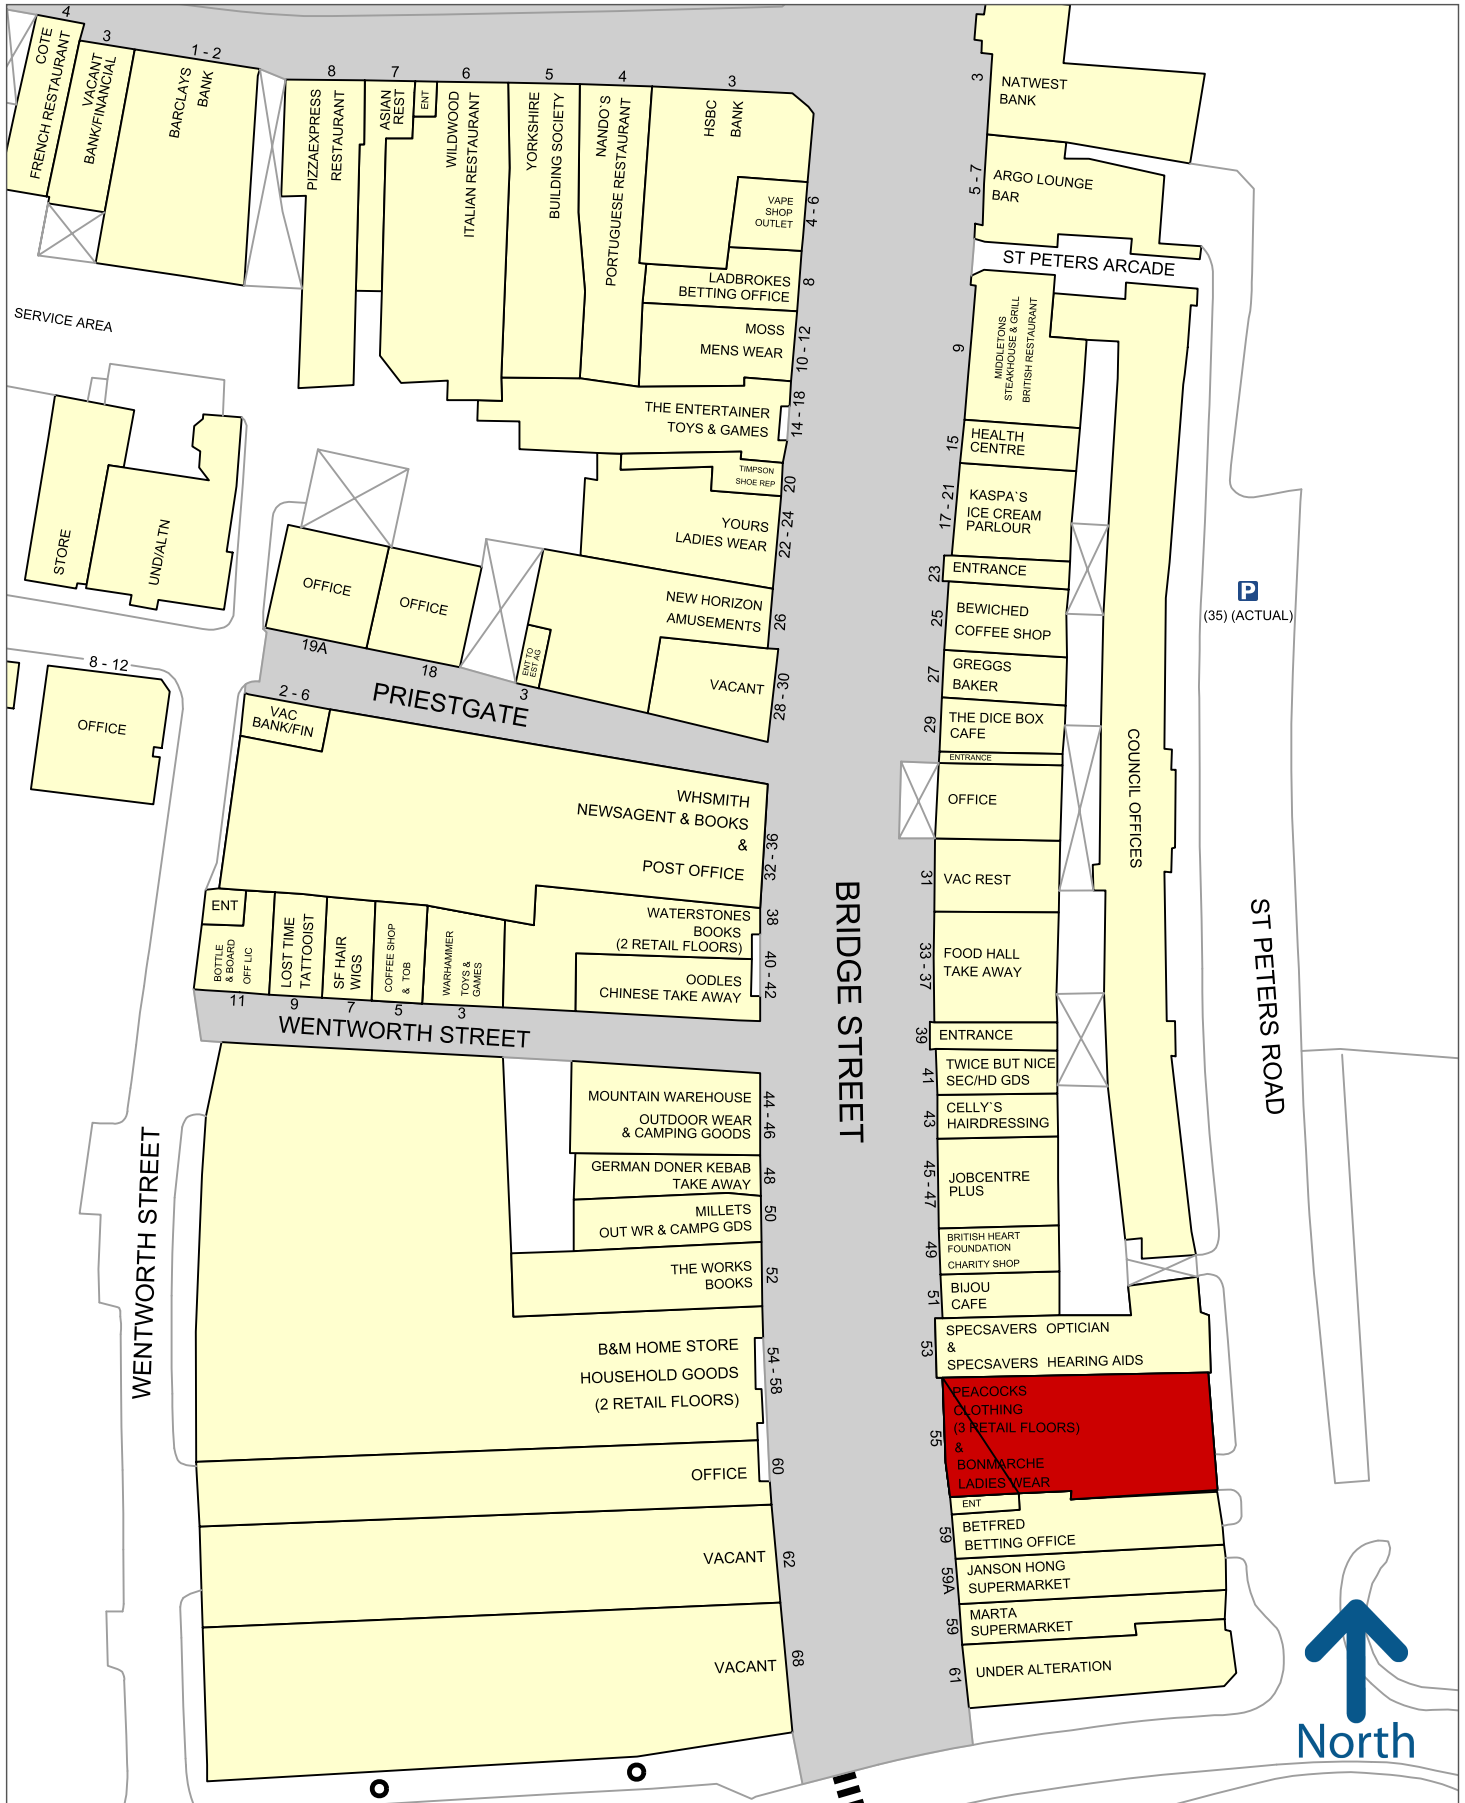 4
COTE
FRENCH RESTAURANT
3
VACANT
BANK/FINANCIAL
1 - 2
BARCLAYS
BANK
8
PIZZAEXPRESS
RESTAURANT
7
ASIAN
REST
ENT
6
WILDWOOD
ITALIAN RESTAURANT
5
YORKSHIRE
BUILDING SOCIETY
4
NANDO`S
PORTUGUESE RESTAURANT
3
HSBC
BANK
VAPE
SHOP
OUTLET
4 - 6
LADBROKES
BETTING OFFICE
8
MOSS
MENS WEAR
10 - 12
THE ENTERTAINER
TOYS & GAMES
14 - 18
TIMPSON
SHOE REP
20
YOURS
LADIES WEAR
22 - 24
NEW HORIZON
AMUSEMENTS
26
ENT TO
EST AG
3
VACANT
28 - 30
SERVICE AREA
STORE
UND/ALTN
OFFICE
19A
OFFICE
18
PRIESTGATE
8 - 12
OFFICE
2 - 6
VAC
BANK/FIN
WHSMITH
NEWSAGENT & BOOKS
&
POST OFFICE
32 - 36
ENT
BOTTLE
& BOARD
OFF LIC
11
LOST TIME
TATTOOIST
9
SF HAIR
WIGS
7
COFFEE SHOP
& TOB
5
WARHAMMER
TOYS &
GAMES
3
WATERSTONES
BOOKS
(2 RETAIL FLOORS)
38
OODLES
CHINESE TAKE AWAY
40 - 42
WENTWORTH STREET
WENTWORTH STREET
MOUNTAIN WAREHOUSE
OUTDOOR WEAR
& CAMPING GOODS
44 - 46
GERMAN DONER KEBAB
TAKE AWAY
48
MILLETS
OUT WR & CAMPG GDS
50
THE WORKS
BOOKS
52
B&M HOME STORE
HOUSEHOLD GOODS
(2 RETAIL FLOORS)
54 - 58
OFFICE
60
VACANT
62
VACANT
68
BRIDGE STREET
3
NATWEST
BANK
5 - 7
ARGO LOUNGE
BAR
ST PETERS ARCADE
9
MIDDLETONS
STEAKHOUSE & GRILL
BRITISH RESTAURANT
15
HEALTH
CENTRE
17 - 21
KASPA`S
ICE CREAM
PARLOUR
23
ENTRANCE
25
BEWICHED
COFFEE SHOP
27
GREGGS
BAKER
29
THE DICE BOX
CAFE
ENTRANCE
OFFICE
31
VAC REST
33 - 37
FOOD HALL
TAKE AWAY
39
ENTRANCE
41
TWICE BUT NICE
SEC/HD GDS
43
CELLY`S
HAIRDRESSING
45 - 47
JOBCENTRE
PLUS
49
BRITISH HEART
FOUNDATION
CHARITY SHOP
51
BIJOU
CAFE
53
SPECSAVERS OPTICIAN
&
SPECSAVERS HEARING AIDS
55
PEACOCKS
CLOTHING
(3 RETAIL FLOORS)
&
BONMARCHE
LADIES WEAR
ENT
59
BETFRED
BETTING OFFICE
59A
JANSON HONG
SUPERMARKET
59
MARTA
SUPERMARKET
61
UNDER ALTERATION
COUNCIL OFFICES
P
(35) (ACTUAL)
ST PETERS ROAD
North